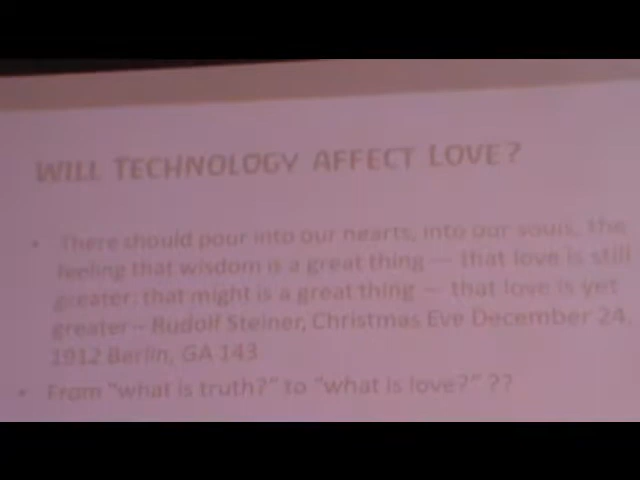 WILL TECHNOLOGY AFFECT LOVE?
• There should pour into our hearts, into our souls, the
feeling that wisdom is a great thing — that love is still
greater; that might is a great thing — that love is yet
greater – Rudolf Steiner, Christmas Eve December 24,
1912 Berlin, GA 143
• From "what is truth?" to "what is love?" ??